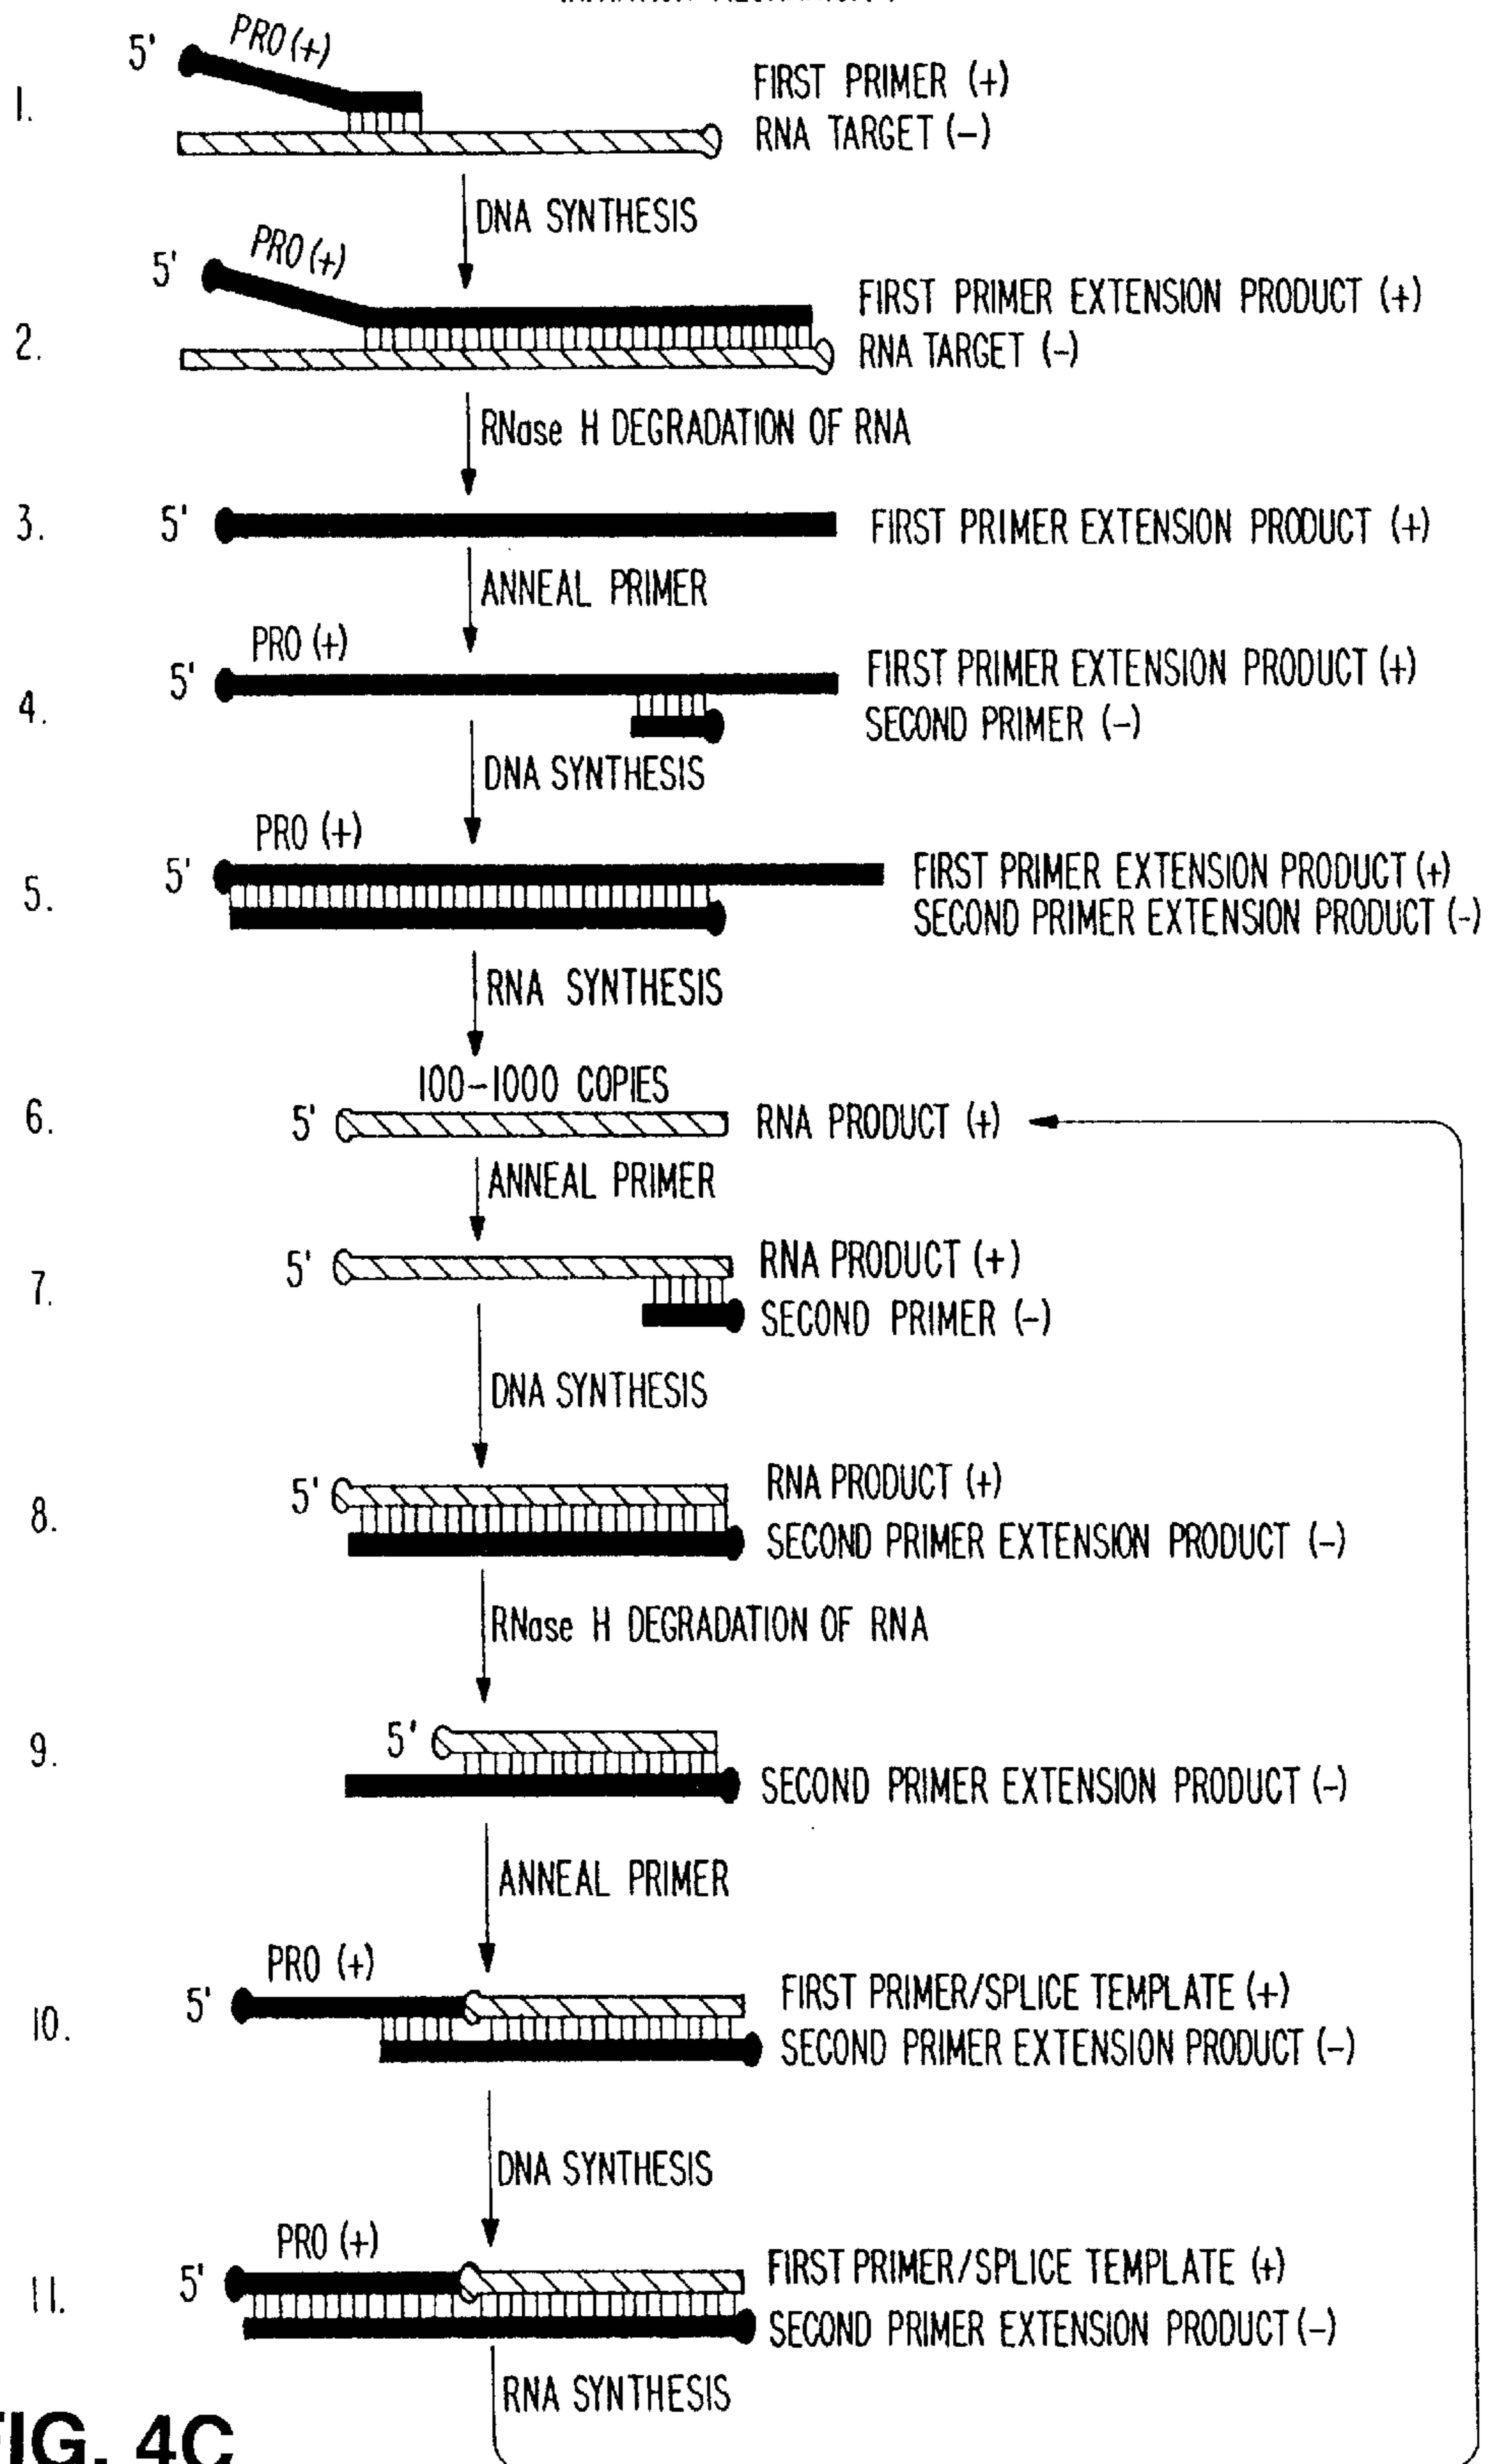 5' PRO (+)
1.
FIRST PRIMER (+)
RNA TARGET (-)
DNA SYNTHESIS
5' PRO (+)
2.
FIRST PRIMER EXTENSION PRODUCT (+)
RNA TARGET (-)
RNase H DEGRADATION OF RNA
3. 5' FIRST PRIMER EXTENSION PRODUCT (+)
ANNEAL PRIMER
PRO (+)
4. 5' FIRST PRIMER EXTENSION PRODUCT (+)
SECOND PRIMER (-)
DNA SYNTHESIS
PRO (+)
5. 5' FIRST PRIMER EXTENSION PRODUCT (+)
SECOND PRIMER EXTENSION PRODUCT (-)
RNA SYNTHESIS
100-1000 COPIES
6. 5' RNA PRODUCT (+)
ANNEAL PRIMER
7. 5' RNA PRODUCT (+)
SECOND PRIMER (-)
DNA SYNTHESIS
8. 5' RNA PRODUCT (+)
SECOND PRIMER EXTENSION PRODUCT (-)
RNase H DEGRADATION OF RNA
9. 5'
SECOND PRIMER EXTENSION PRODUCT (-)
ANNEAL PRIMER
PRO (+)
10. 5' FIRST PRIMER/SPLICE TEMPLATE (+)
SECOND PRIMER EXTENSION PRODUCT (-)
DNA SYNTHESIS
PRO (+)
11. 5' FIRST PRIMER/SPLICE TEMPLATE (+)
SECOND PRIMER EXTENSION PRODUCT (-)
RNA SYNTHESIS
FIG. 4C